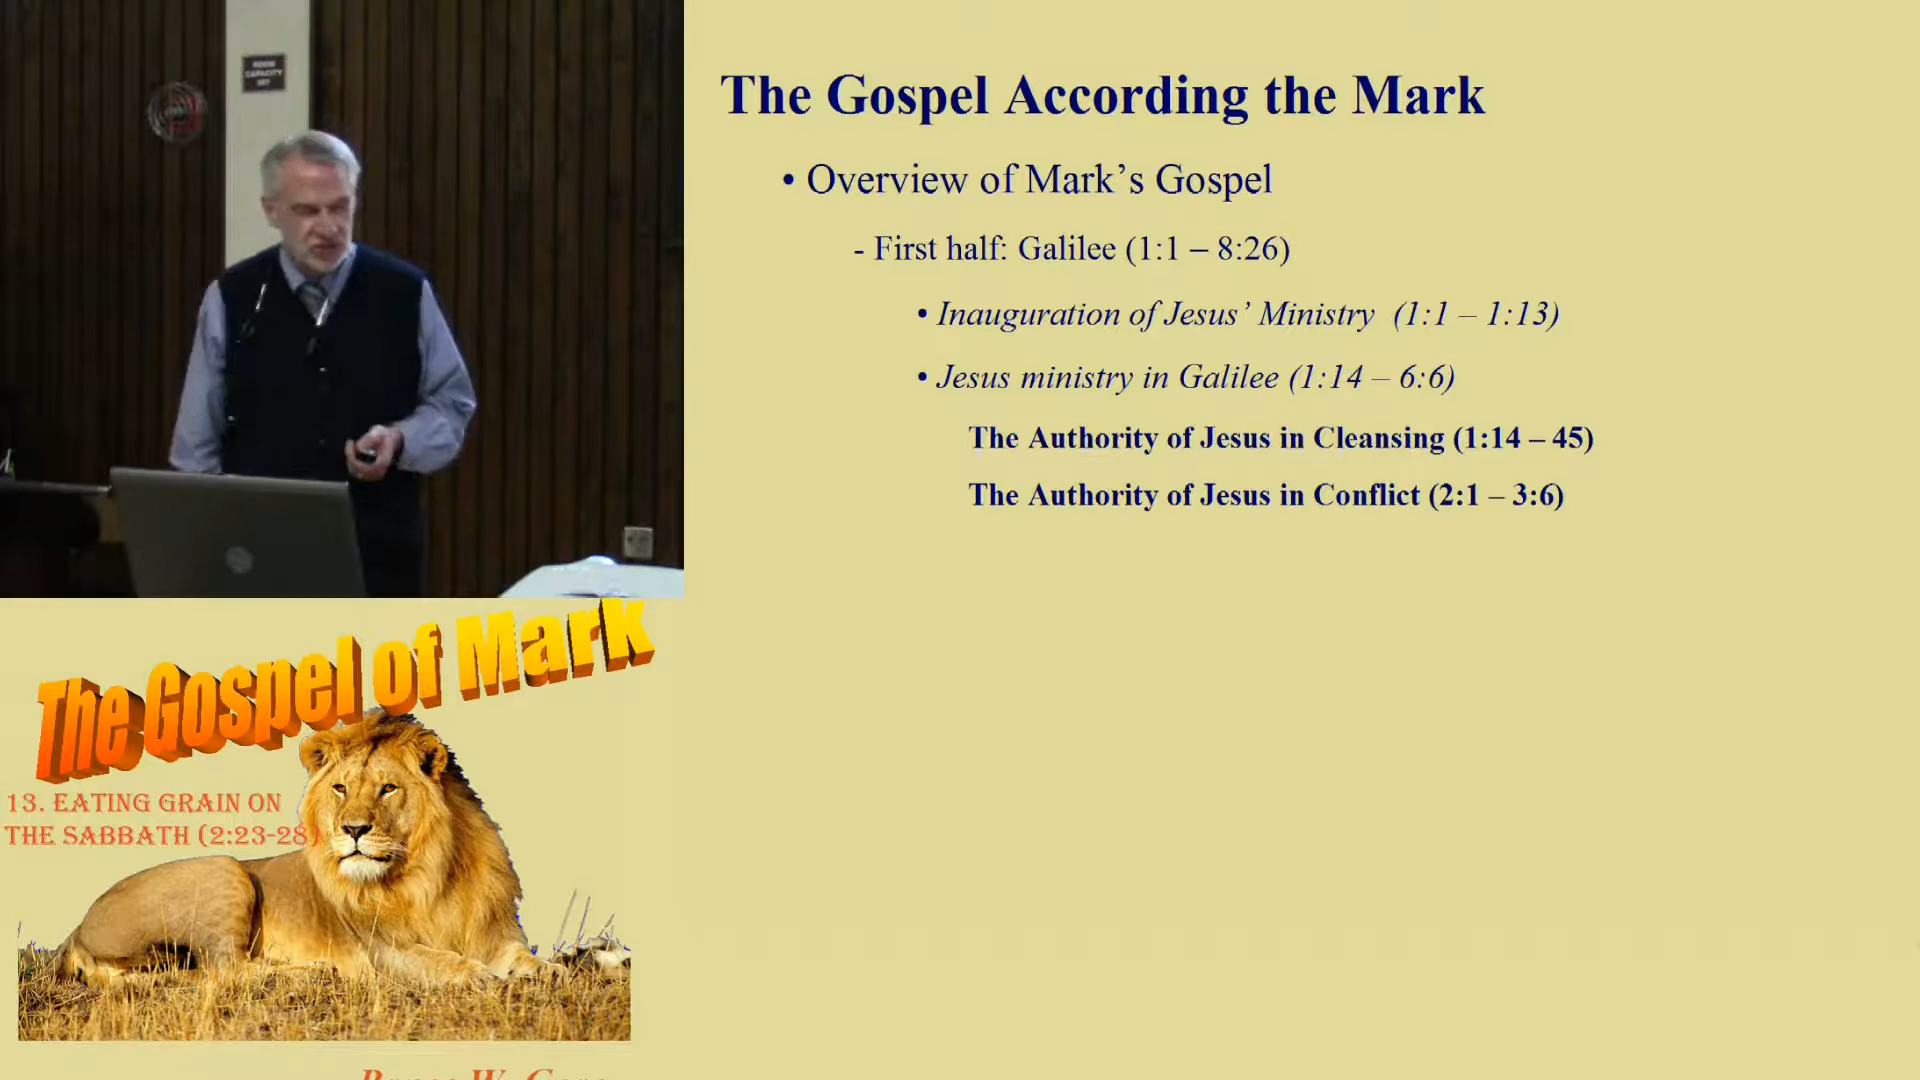 ROOM
CAPACITY
The Gospel According the Mark
• Overview of Mark’s Gospel
- First half: Galilee (1:1 – 8:26)
• Inauguration of Jesus’ Ministry (1:1 – 1:13)
• Jesus ministry in Galilee (1:14 – 6:6)
The Authority of Jesus in Cleansing (1:14 – 45)
The Authority of Jesus in Conflict (2:1 – 3:6)
The Gospel of Mark
13. EATING GRAIN ON
THE SABBATH (2:23-28)